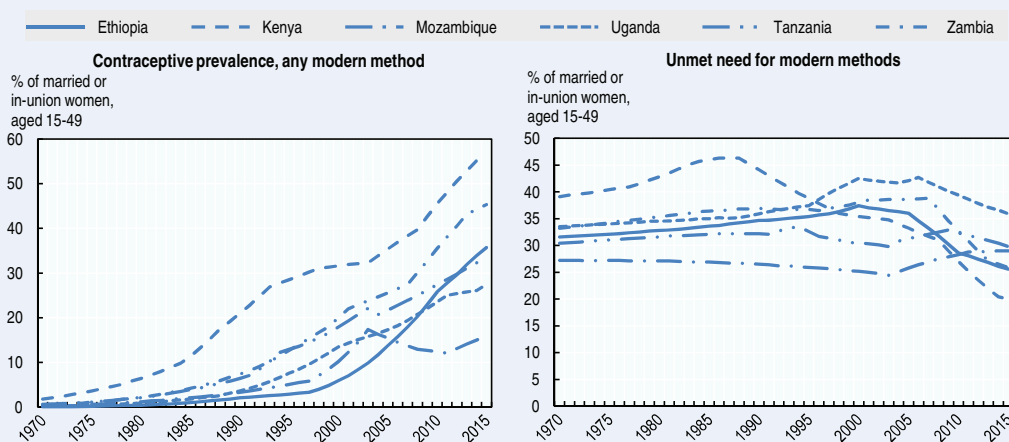 Ethiopia Kenya Mozambique Uganda Tanzania Zambia
Contraceptive prevalence, any modern method
% of married or
in-union women,
aged 15-49
60
50
40
30
20
10
0
1970 1975 1980 1985 1990 1995 2000 2005 2010 2015
Unmet need for modern methods
% of married or
in-union women,
aged 15-49
50
45
40
35
30
25
20
15
10
5
0
1970 1975 1980 1985 1990 1995 2000 2005 2010 2015